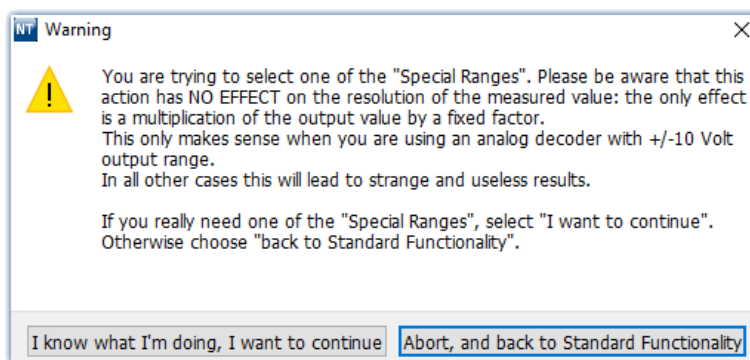 NT Warning
You are trying to select one of the "Special Ranges". Please be aware that this
action has NO EFFECT on the resolution of the measured value: the only effect
is a multiplication of the output value by a fixed factor.
This only makes sense when you are using an analog decoder with +/-10 Volt
output range.
In all other cases this will lead to strange and useless results.
If you really need one of the "Special Ranges", select "I want to continue".
Otherwise choose "back to Standard Functionality".
I know what I'm doing, I want to continue Abort, and back to Standard Functionality